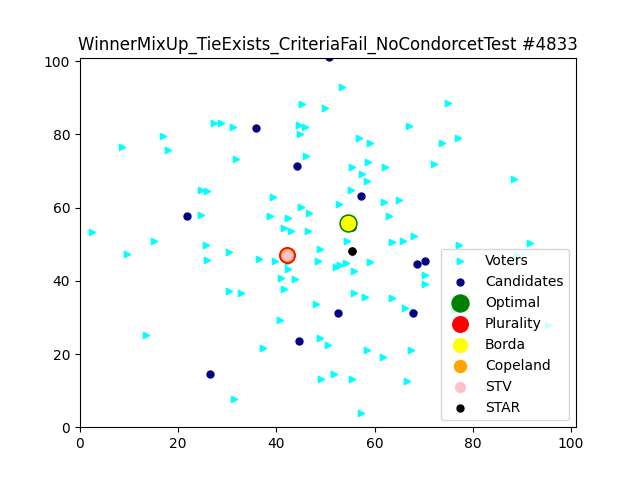 WinnerMixUp_TieExists_CriteriaFail_NoCondorcetTest #4833
100
80
60
40
20
0
Voters
Candidates
Optimal
Plurality
Borda
Copeland
STV
STAR
0 20 40 60 80 100